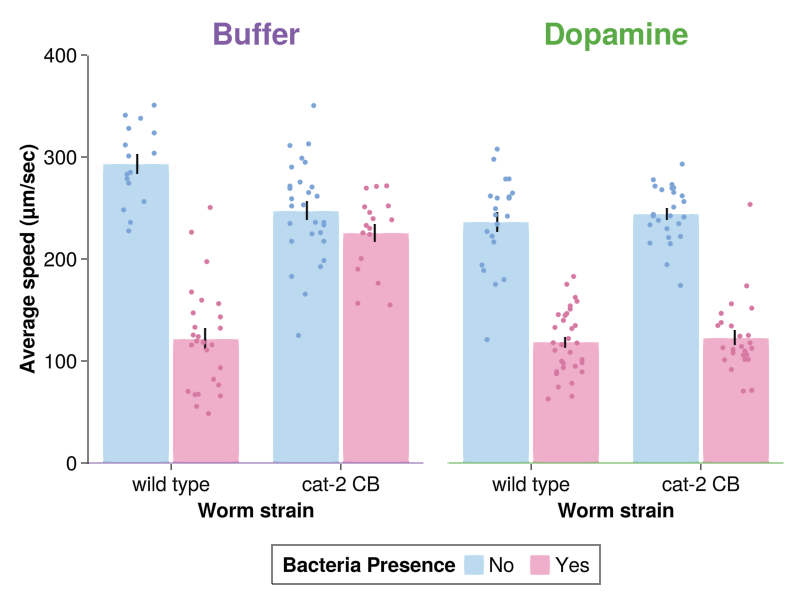 Buffer
Dopamine
Average speed (µm/sec)
400
300
200
100
0
wild type
cat-2 CB
wild type
cat-2 CB
Worm strain
Worm strain
Bacteria Presence No Yes